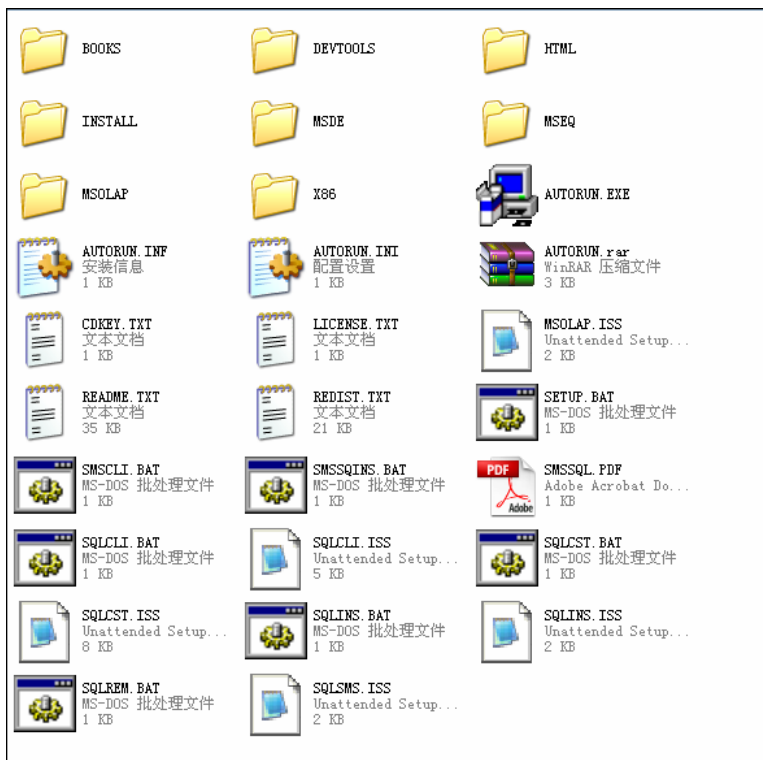 BOOKS
DEVTOOLS
HTML
INSTALL
MSDE
MSEQ
MSOLAP
X86
AUTORUN.EXE
AUTORUN.INF
安装信息
1 KB
AUTORUN.INI
配置设置
1 KB
AUTORUN.rar
WinRAR 压缩文件
3 KB
CDKEY.TXT
文本文档
1 KB
LICENSE.TXT
文本文档
1 KB
MSOLAP.ISS
Unattended Setup...
2 KB
README.TXT
文本文档
35 KB
REDIST.TXT
文本文档
21 KB
SETUP.BAT
MS-DOS 批处理文件
1 KB
SMSCLI.BAT
MS-DOS 批处理文件
1 KB
SMSSQINS.BAT
MS-DOS 批处理文件
1 KB
PDF
Adobe
SMSSQL.PDF
Adobe Acrobat Do...
1 KB
SQLCLI.BAT
MS-DOS 批处理文件
1 KB
SQLCLI.ISS
Unattended Setup...
5 KB
SQLCST.BAT
MS-DOS 批处理文件
1 KB
SQLCST.ISS
Unattended Setup...
8 KB
SQLINS.BAT
MS-DOS 批处理文件
1 KB
SQLINS.ISS
Unattended Setup...
2 KB
SQLREM.BAT
MS-DOS 批处理文件
1 KB
SQLSMS.ISS
Unattended Setup...
2 KB